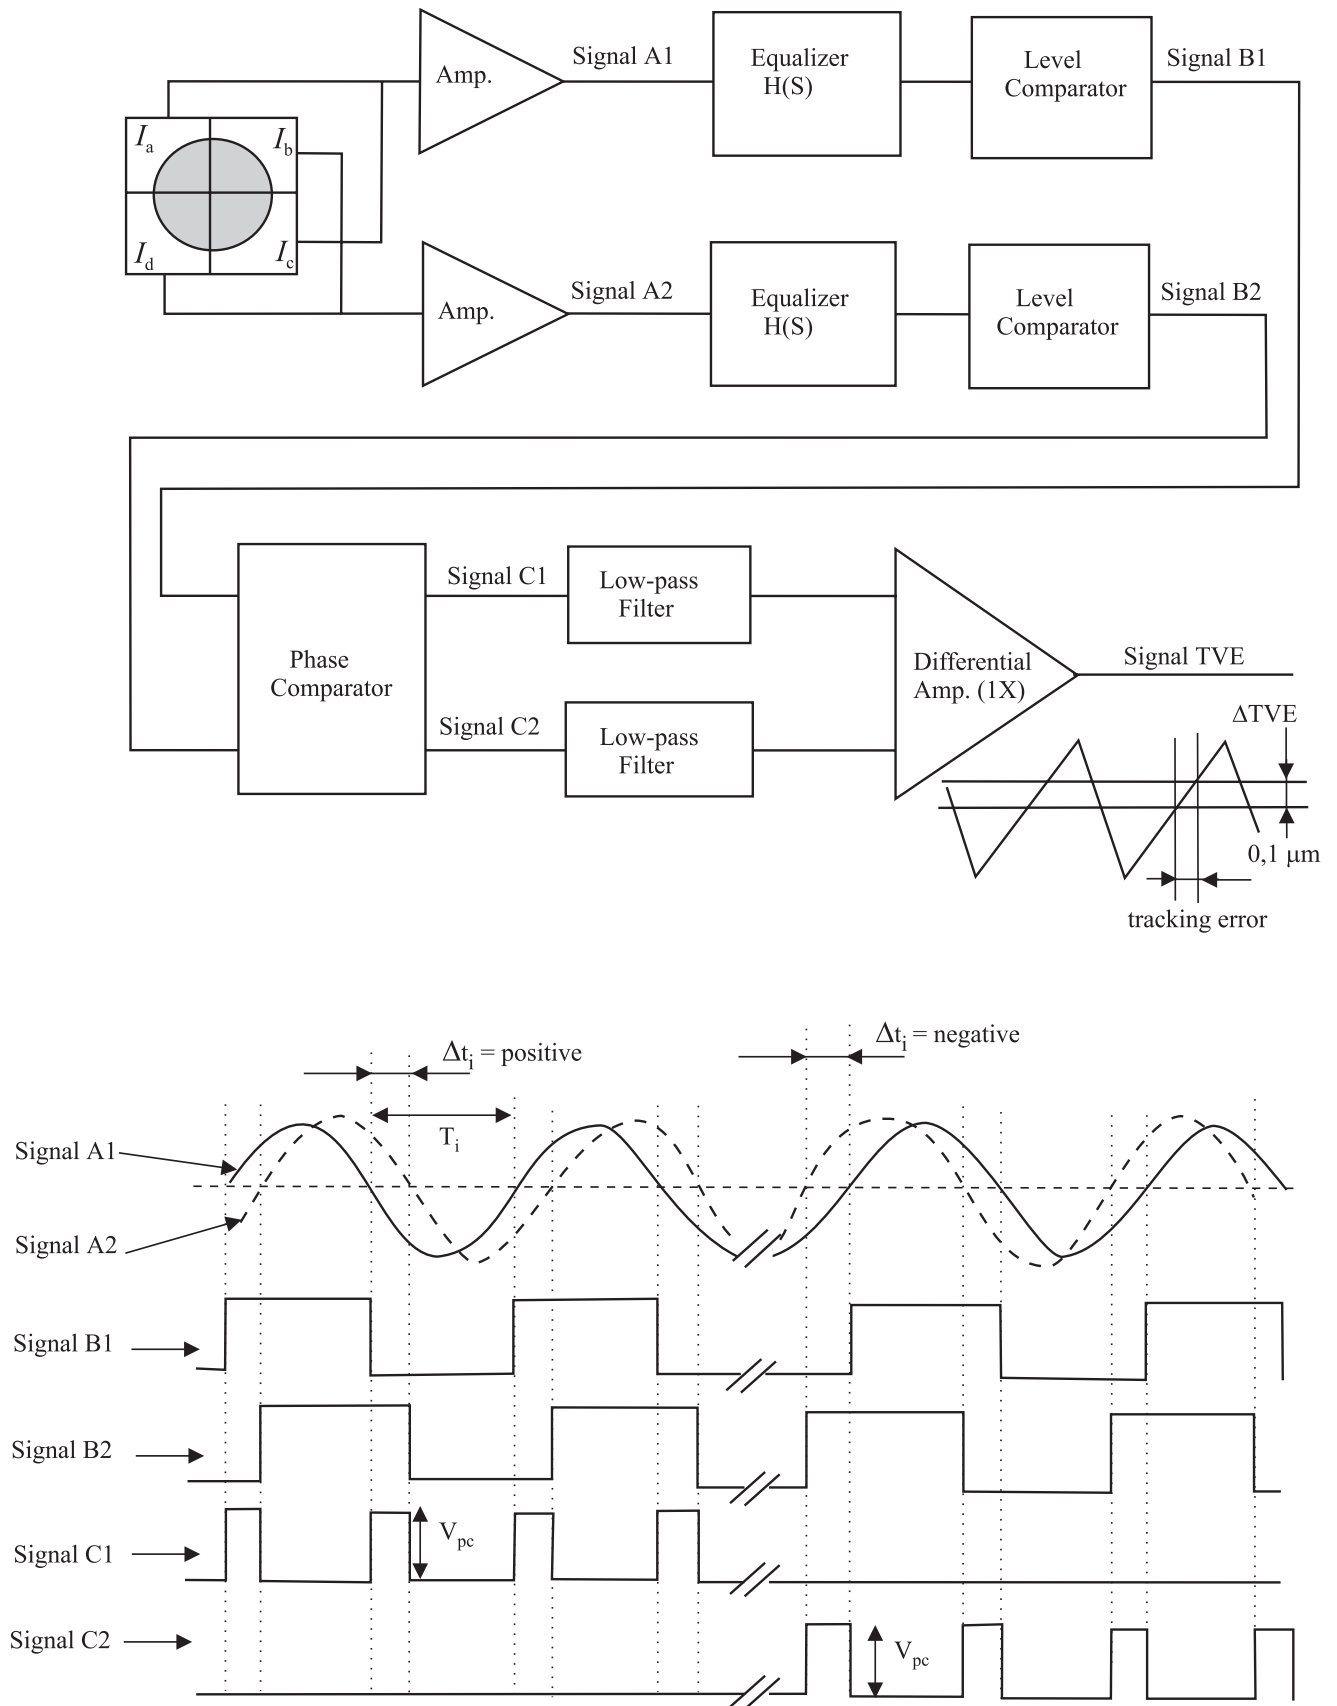 Amp.
Signal A1
Equalizer
H(S)
Level
Comparator
Signal B1
Ia
Ib
Id
Ic
Amp.
Signal A2
Equalizer
H(S)
Level
Comparator
Signal B2
Phase
Comparator
Signal C1
Low-pass
Filter
Signal C2
Low-pass
Filter
Differential
Amp. (1X)
Signal TVE
ΔTVE
0,1 μm
tracking error
Δti = positive
Δti = negative
Ti
Signal A1
Signal A2
Signal B1
Signal B2
Signal C1
Vpc
Signal C2
Vpc